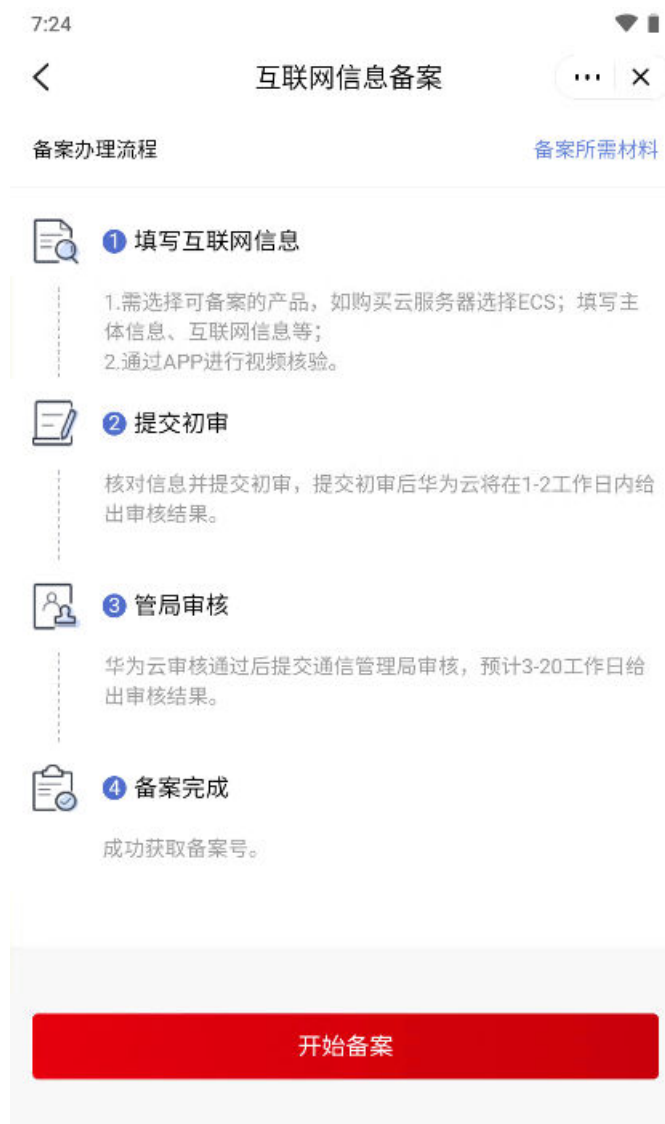 7:24
互联网信息备案
备案办理流程
备案所需材料
1 填写互联网信息
1.需选择可备案的产品，如购买云服务器选择ECS；填写主
体信息、互联网信息等；
2.通过APP进行视频核验。
2 提交初审
核对信息并提交初审，提交初审后华为云将在1-2工作日内给
出审核结果。
3 管局审核
华为云审核通过后提交通信管理局审核，预计3-20工作日给
出审核结果。
4 备案完成
成功获取备案号。
开始备案